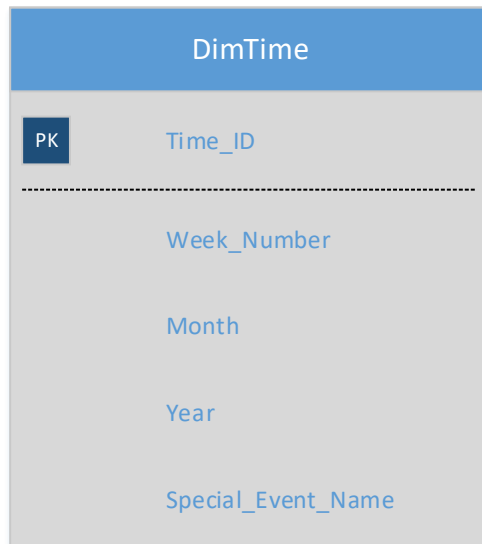 DimTime
PK Time_ID
Week_Number
Month
Year
Special_Event_Name